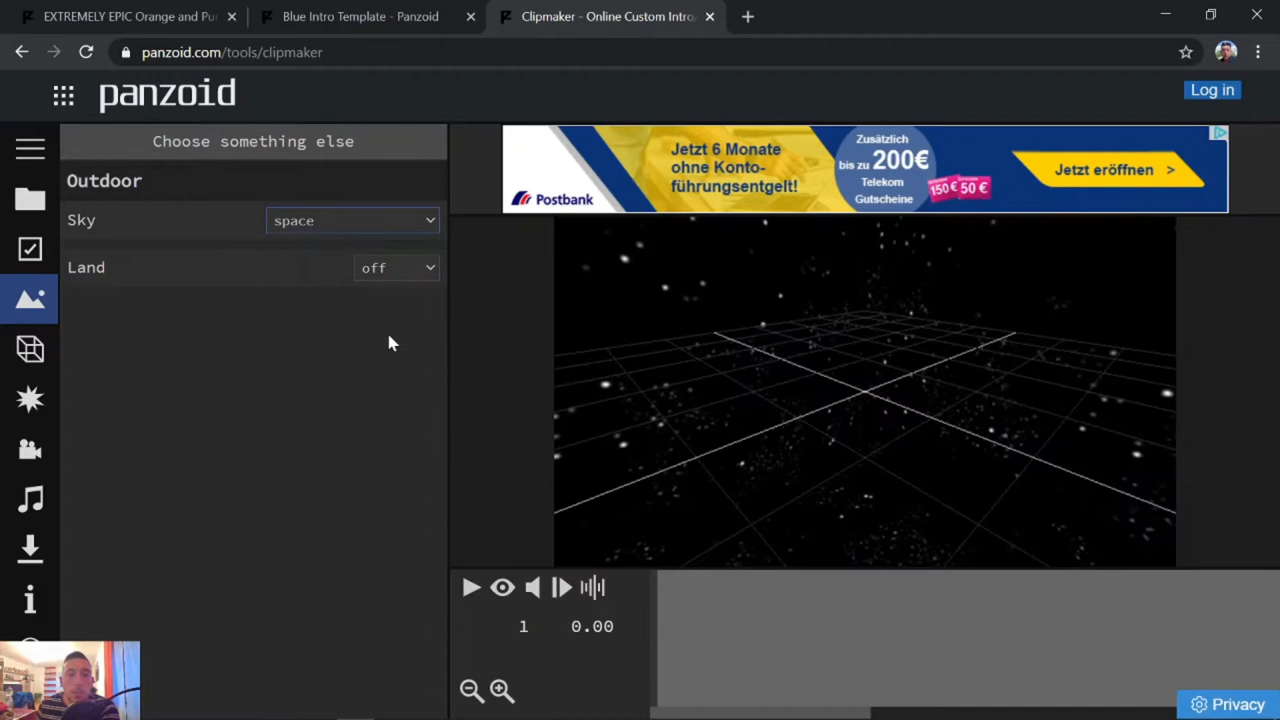 EXTREMELY EPIC Orange and Pu
Blue Intro Template - Panzoid
Clipmaker - Online Custom Intro,
panzoid.com/tools/clipmaker
panzoid
Log in
Choose something else
Outdoor
Sky
space
Land
off
Jetzt 6 Monate
ohne Konto-
führungsentgelt!
Postbank
Zusätzlich
bis zu 200€
Telekom
Gutscheine
150€ 50€
Jetzt eröffnen >
1 0.00
Privacy